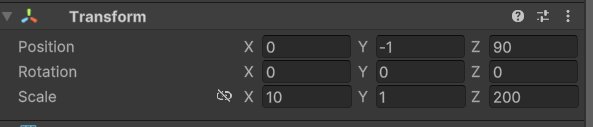 Transform
Position X 0 Y -1 Z 90
Rotation X 0 Y 0 Z 0
Scale X 10 Y 1 Z 200